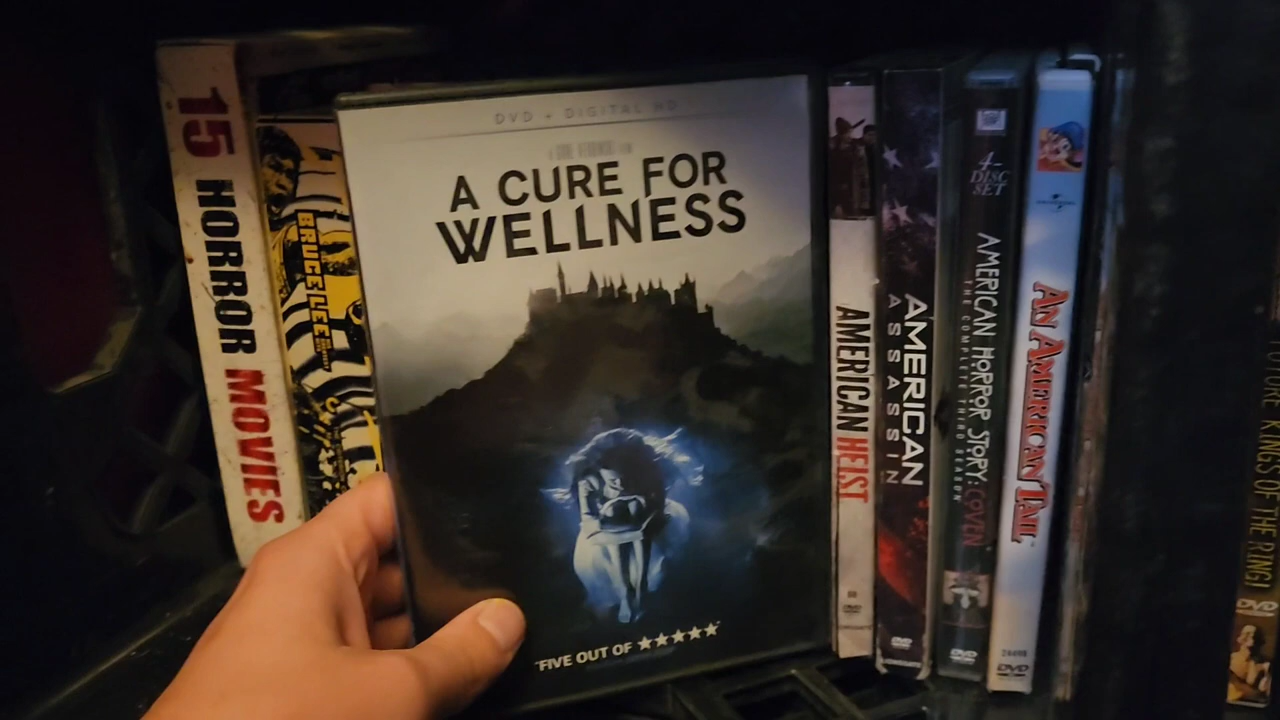 15 HORROR MOVIES
BRUCE LEE
DVD + DIGITAL HD
A CURE FOR
WELLNESS
"FIVE OUT OF ★★★★★"
AMERICAN HEIST
DVD
AMERICAN
ASSASSIN
DVD
4-
DISC
SET
AMERICAN HORROR STORY: COVEN
THE COMPLETE THIRD SEASON
DVD
UNIVERSAL
AN AMERICAN TAIL
DVD
KINGS OF THE RING)
DVD